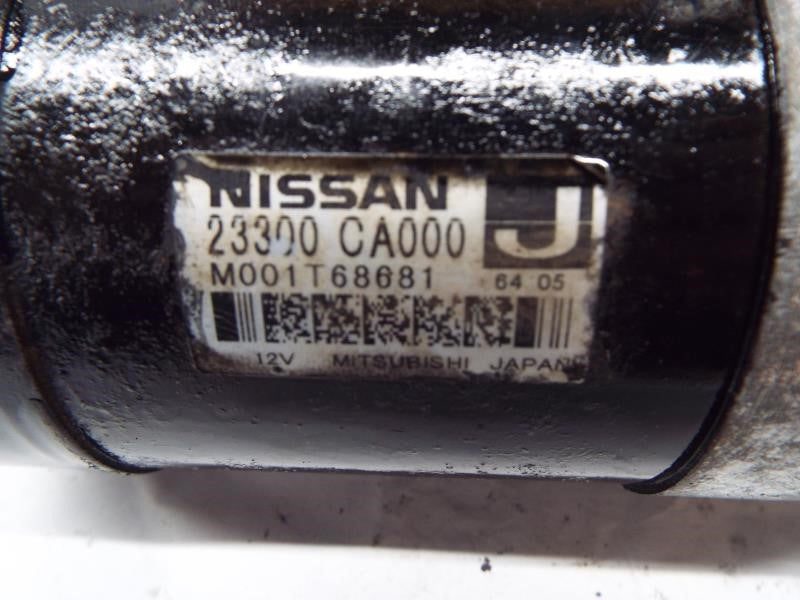 NISSAN J
23300 CA000
M001T68681 64 05
12V MITSUBISHI JAPAN